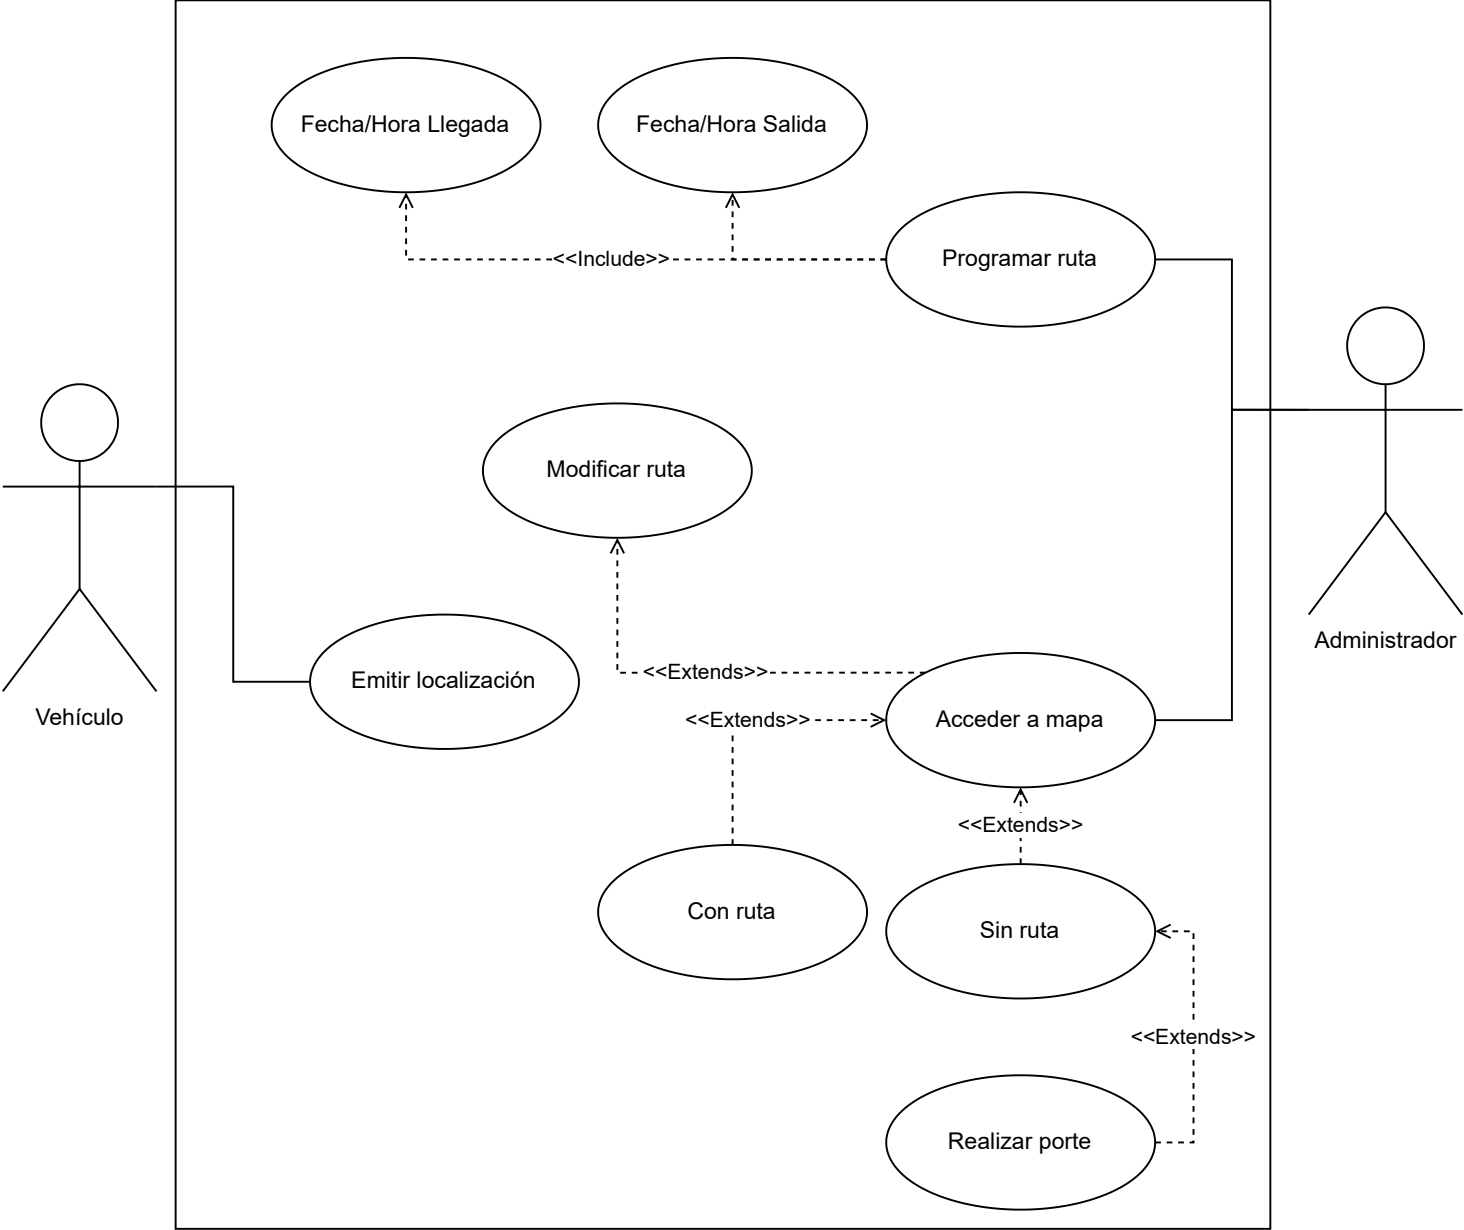 Fecha/Hora Llegada
Fecha/Hora Salida
<<Include>>
Programar ruta
Modificar ruta
Administrador
<<Extends>>
Emitir localización
Vehículo
<<Extends>>
Acceder a mapa
<<Extends>>
Con ruta
Sin ruta
<<Extends>>
Realizar porte